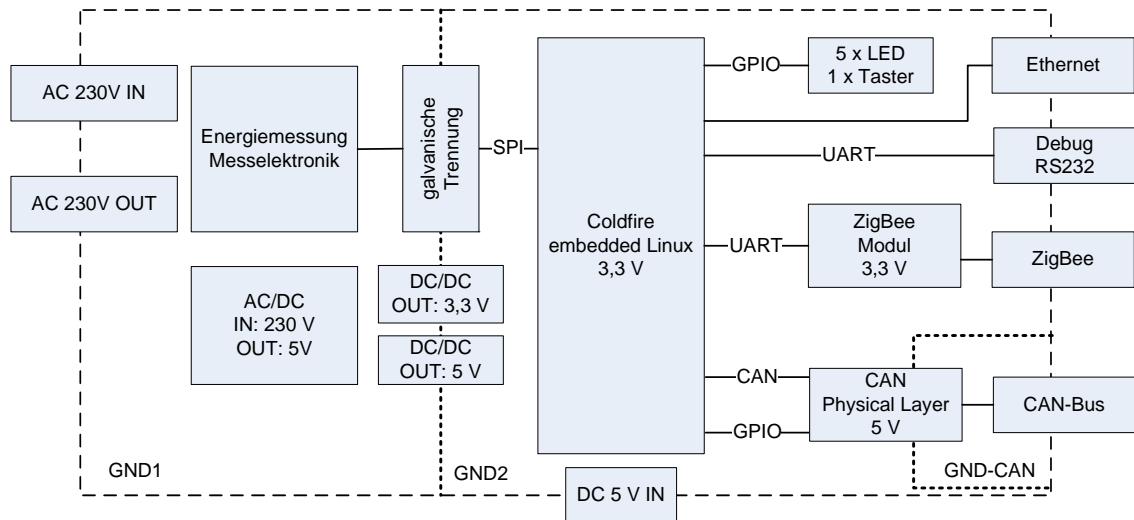 AC 230V IN
AC 230V OUT
Energiemessung
Messelektronik
AC/DC
IN: 230 V
OUT: 5V
galvanische
Trennung
DC/DC
OUT: 3,3 V
DC/DC
OUT: 5 V
SPI
Coldfire
embedded Linux
3,3 V
GPIO
5 x LED
1 x Taster
Ethernet
UART
Debug
RS232
UART
ZigBee
Modul
3,3 V
ZigBee
CAN
GPIO
CAN
Physical Layer
5 V
CAN-Bus
GND1
GND2
DC 5 V IN
GND-CAN